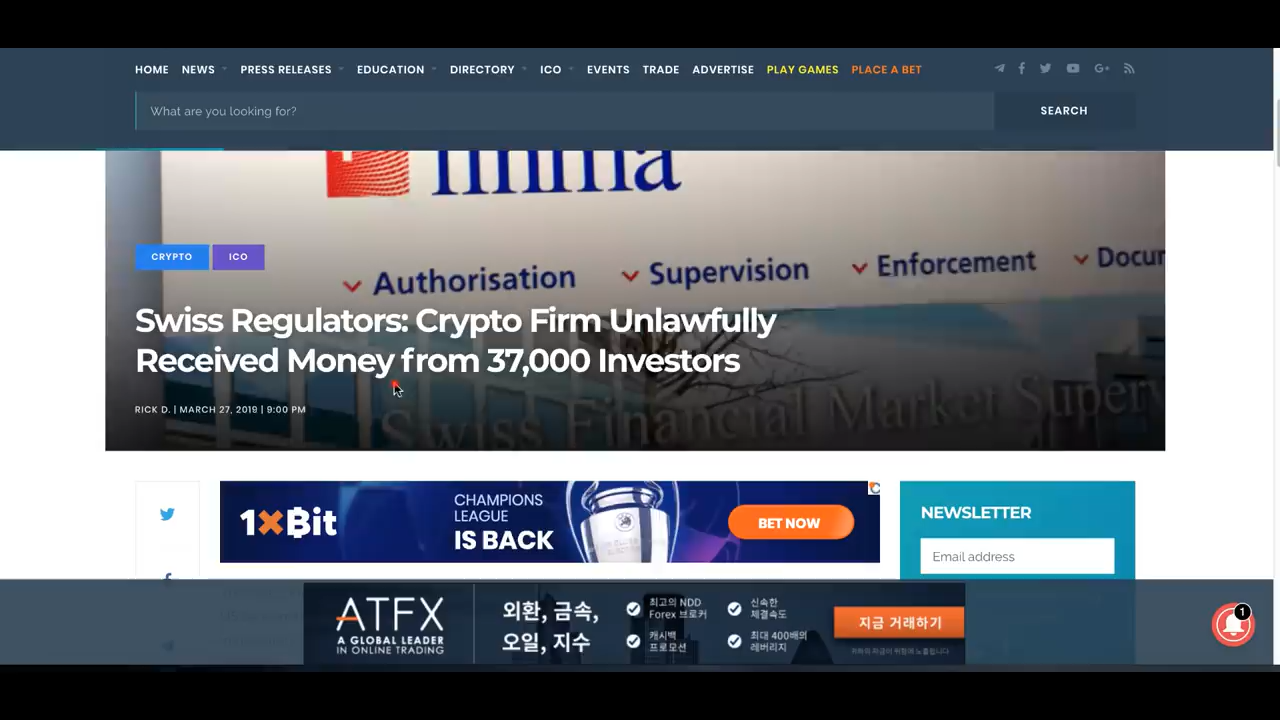 HOME NEWS PRESS RELEASES EDUCATION DIRECTORY ICO EVENTS TRADE ADVERTISE PLAY GAMES PLACE A BET
What are you looking for? SEARCH
Authorisation Supervision Enforcement
CRYPTO ICO
Swiss Regulators: Crypto Firm Unlawfully
Received Money from 37,000 Investors
RICK D. | MARCH 27, 2019 | 9:00 PM
Swiss Financial Market
1XBit
CHAMPIONS
LEAGUE
IS BACK
BET NOW
NEWSLETTER
Email address
ATFX
A GLOBAL LEADER
IN ONLINE TRADING
외환, 금속,
오일, 지수
최고의 NDD
Forex 브로커
캐시백
프로모션
신속한
체결속도
최대 400배의
레버리지
지금 거래하기
1